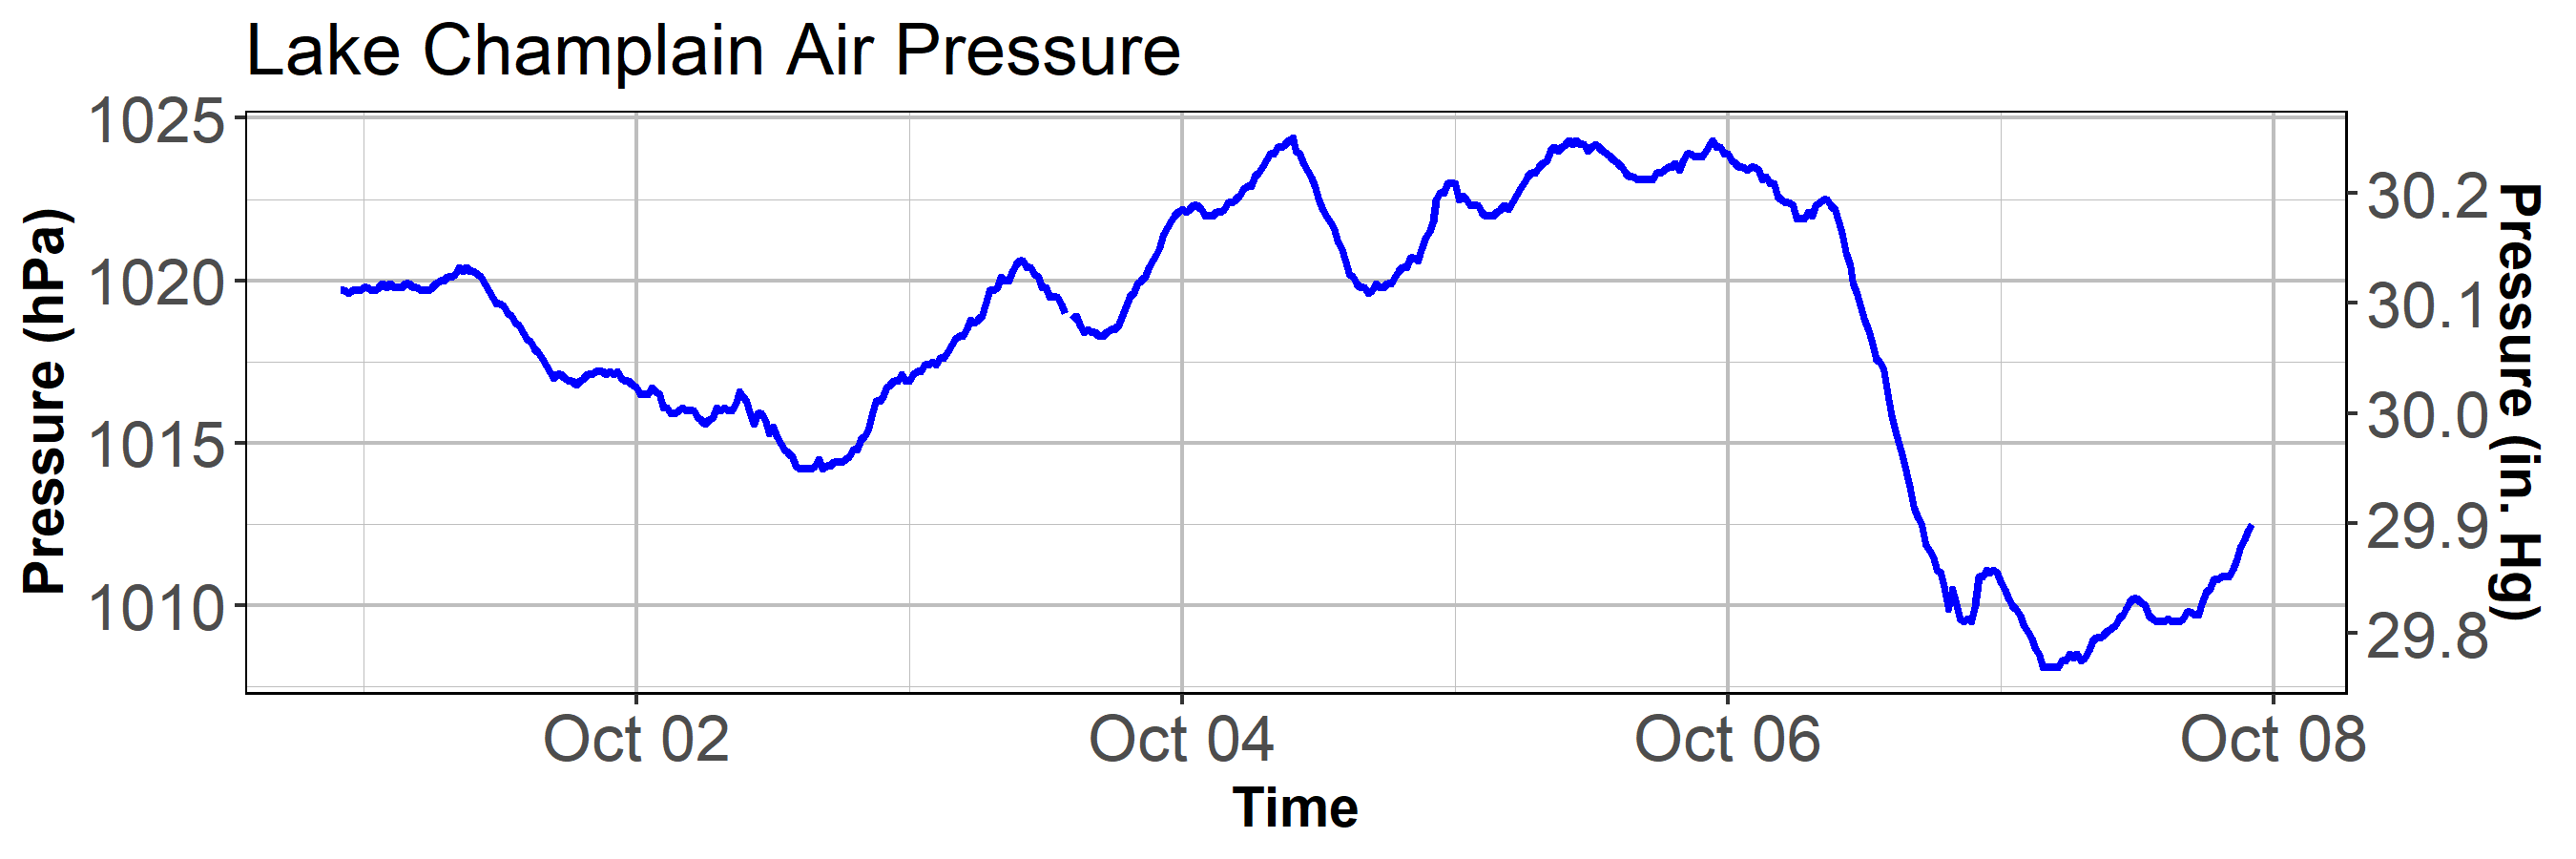 Lake Champlain Air Pressure
1025
1020
1015
1010
Pressure (hPa)
30.2
30.1
30.0
29.9
29.8
Pressure (in. Hg)
Oct 02
Oct 04
Oct 06
Oct 08
Time